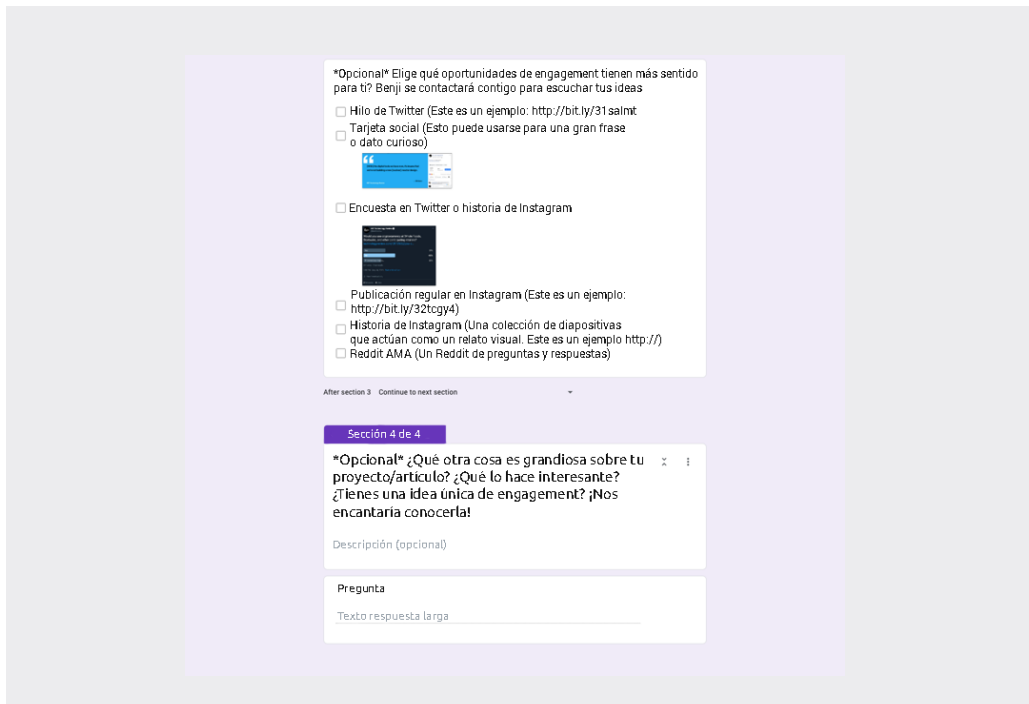 *Opcional* Elige qué oportunidades de engagement tienen más sentido
para ti? Benji se contactará contigo para escuchar tus ideas
Hilo de Twitter (Este es un ejemplo: http://bit.ly/31salmt
Tarjeta social (Esto puede usarse para una gran frase
o dato curioso)
Encuesta en Twitter o historia de Instagram
Publicación regular en Instagram (Este es un ejemplo:
http://bit.ly/32tcgy4)
Historia de Instagram (Una colección de diapositivas
que actúan como un relato visual. Este es un ejemplo http://)
Reddit AMA (Un Reddit de preguntas y respuestas)
After section 3 Continue to next section
Sección 4 de 4
*Opcional* ¿Qué otra cosa es grandiosa sobre tu
proyecto/artículo? ¿Qué lo hace interesante?
¿Tienes una idea única de engagement? ¡Nos
encantaría conocerla!
Descripción (opcional)
Pregunta
Texto respuesta larga